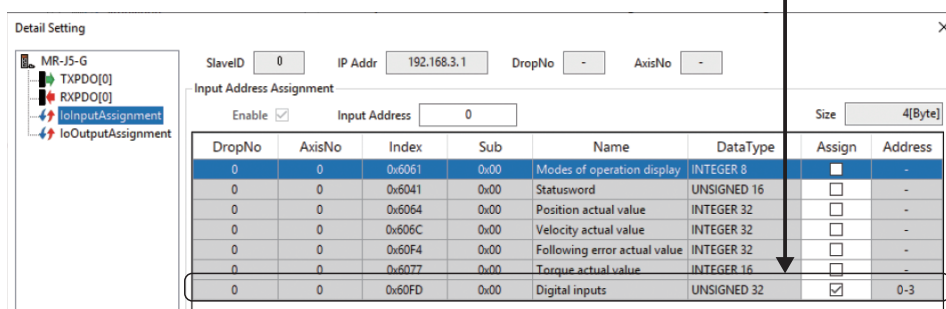 Detail Setting
MR-J5-G
TXPDO[0]
RXPDO[0]
IoInputAssignment
IoOutputAssignment
SlaveID 0 IP Addr 192.168.3.1 DropNo - AxisNo -
Input Address Assignment
Enable Input Address 0 Size 4[Byte]
DropNo AxisNo Index Sub Name DataType Assign Address
0 0 0x6061 0x00 Modes of operation display INTEGER 8 -
0 0 0x6041 0x00 Statusword UNSIGNED 16 -
0 0 0x6064 0x00 Position actual value INTEGER 32 -
0 0 0x606C 0x00 Velocity actual value INTEGER 32 -
0 0 0x60F4 0x00 Following error actual value INTEGER 32 -
0 0 0x6077 0x00 Torque actual value INTEGER 16 -
0 0 0x60FD 0x00 Digital inputs UNSIGNED 32 0-3